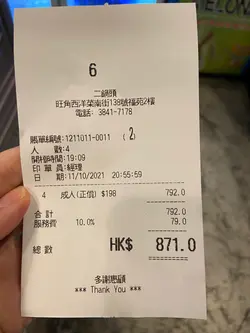 6
二鍋頭
旺角西洋菜南街138號福苑2樓
電話: 3841-7178
賬單編號:1211011-0011 (2)
人 數:4
開檯時間:19:09
印 單 員:經理
日 期:11/10/2021 20:55:59
4 成人(正價) $198 792.0
合計 792.0
服務費 10.0% 79.0
總數 HK$ 871.0
多謝惠顧
*** Thank You ***